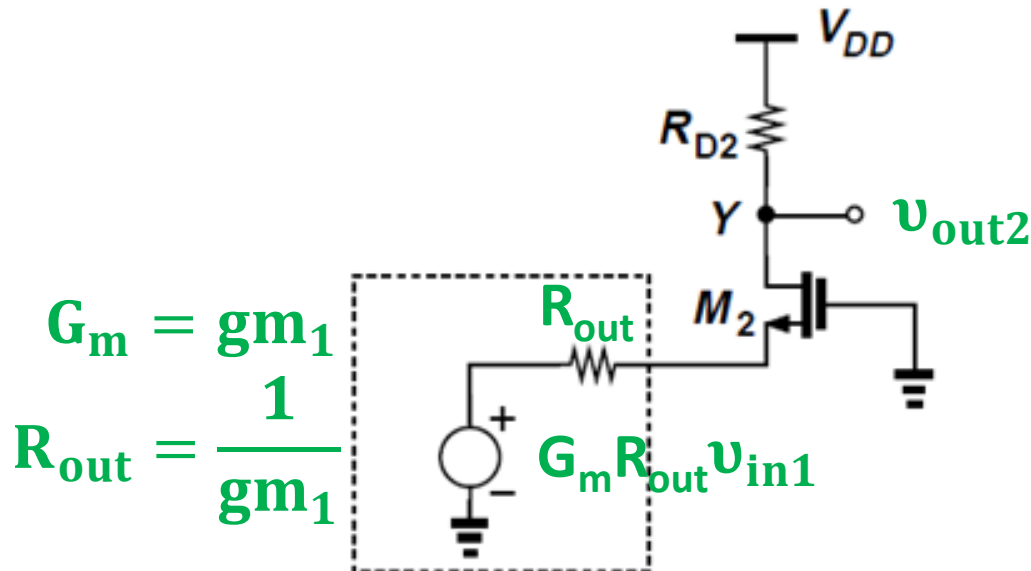 V_DD
R_D2
Y
υ_out2
R_out
M_2
G_m = gm_1
+
R_out = 1/gm_1
G_mR_outυ_in1
−